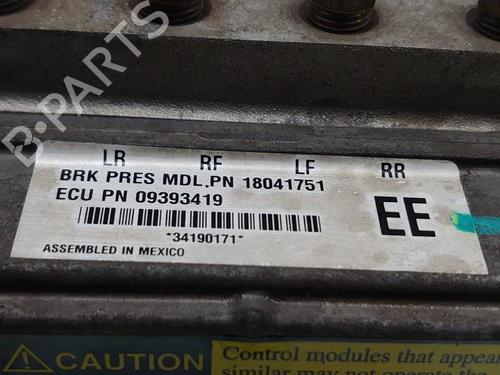 B-PARTS
LR RF LF RR
BRK PRES MDL.PN 18041751
ECU PN 09393419
EE
*34190171*
ASSEMBLED IN MEXICO
CAUTION
Control modules that appear
similar may not operate